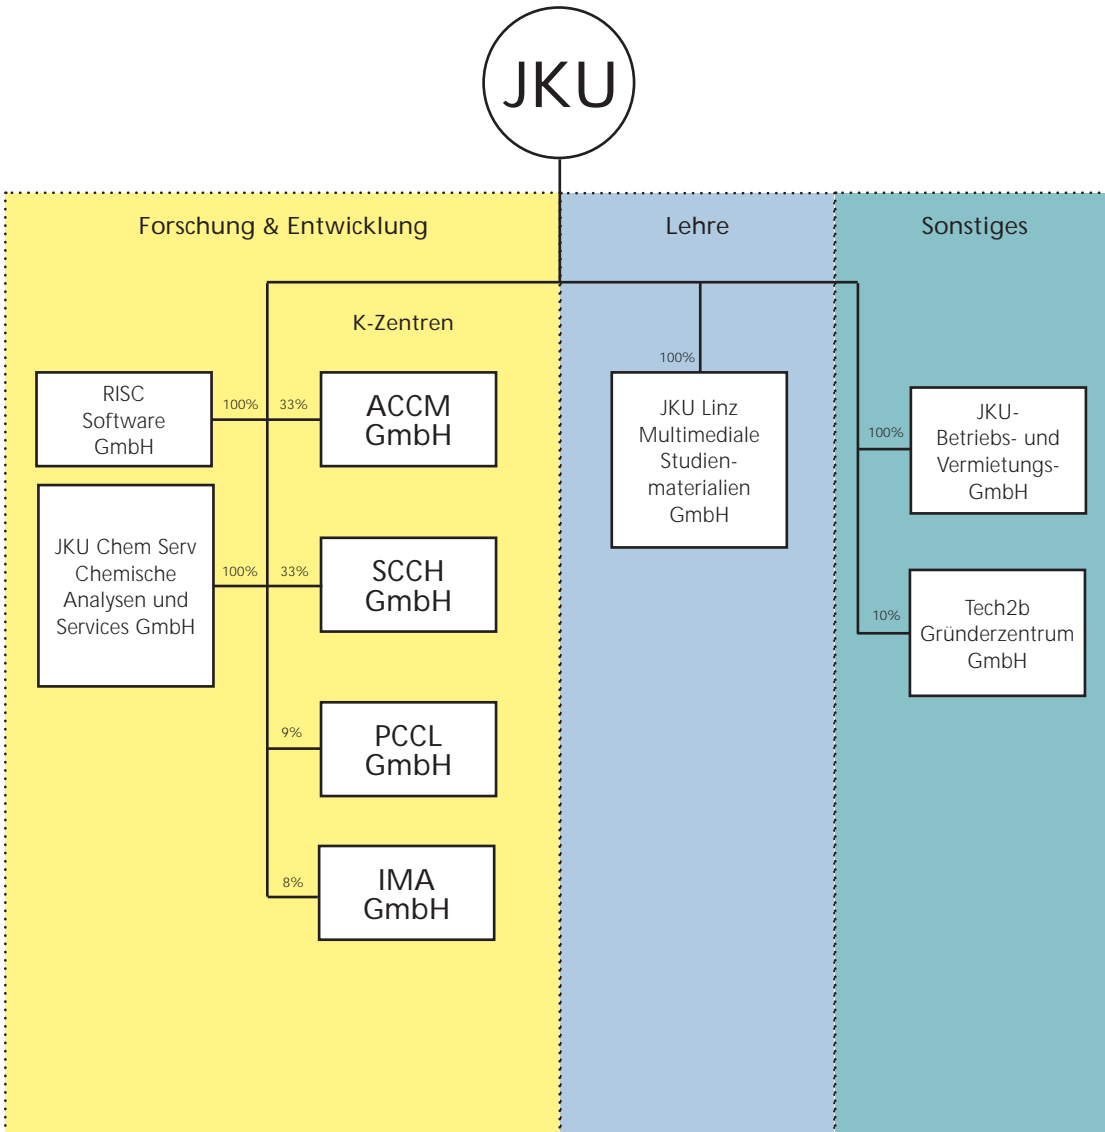 JKU
Forschung & Entwicklung
K-Zentren
RISC
Software
GmbH
100%
33%
ACCM
GmbH
JKU Chem Serv
Chemische
Analysen und
Services GmbH
100%
33%
SCCH
GmbH
9%
PCCL
GmbH
8%
IMA
GmbH
Lehre
100%
JKU Linz
Multimediale
Studien-
materialien
GmbH
Sonstiges
100%
JKU-
Betriebs- und
Vermietungs-
GmbH
10%
Tech2b
Gründerzentrum
GmbH